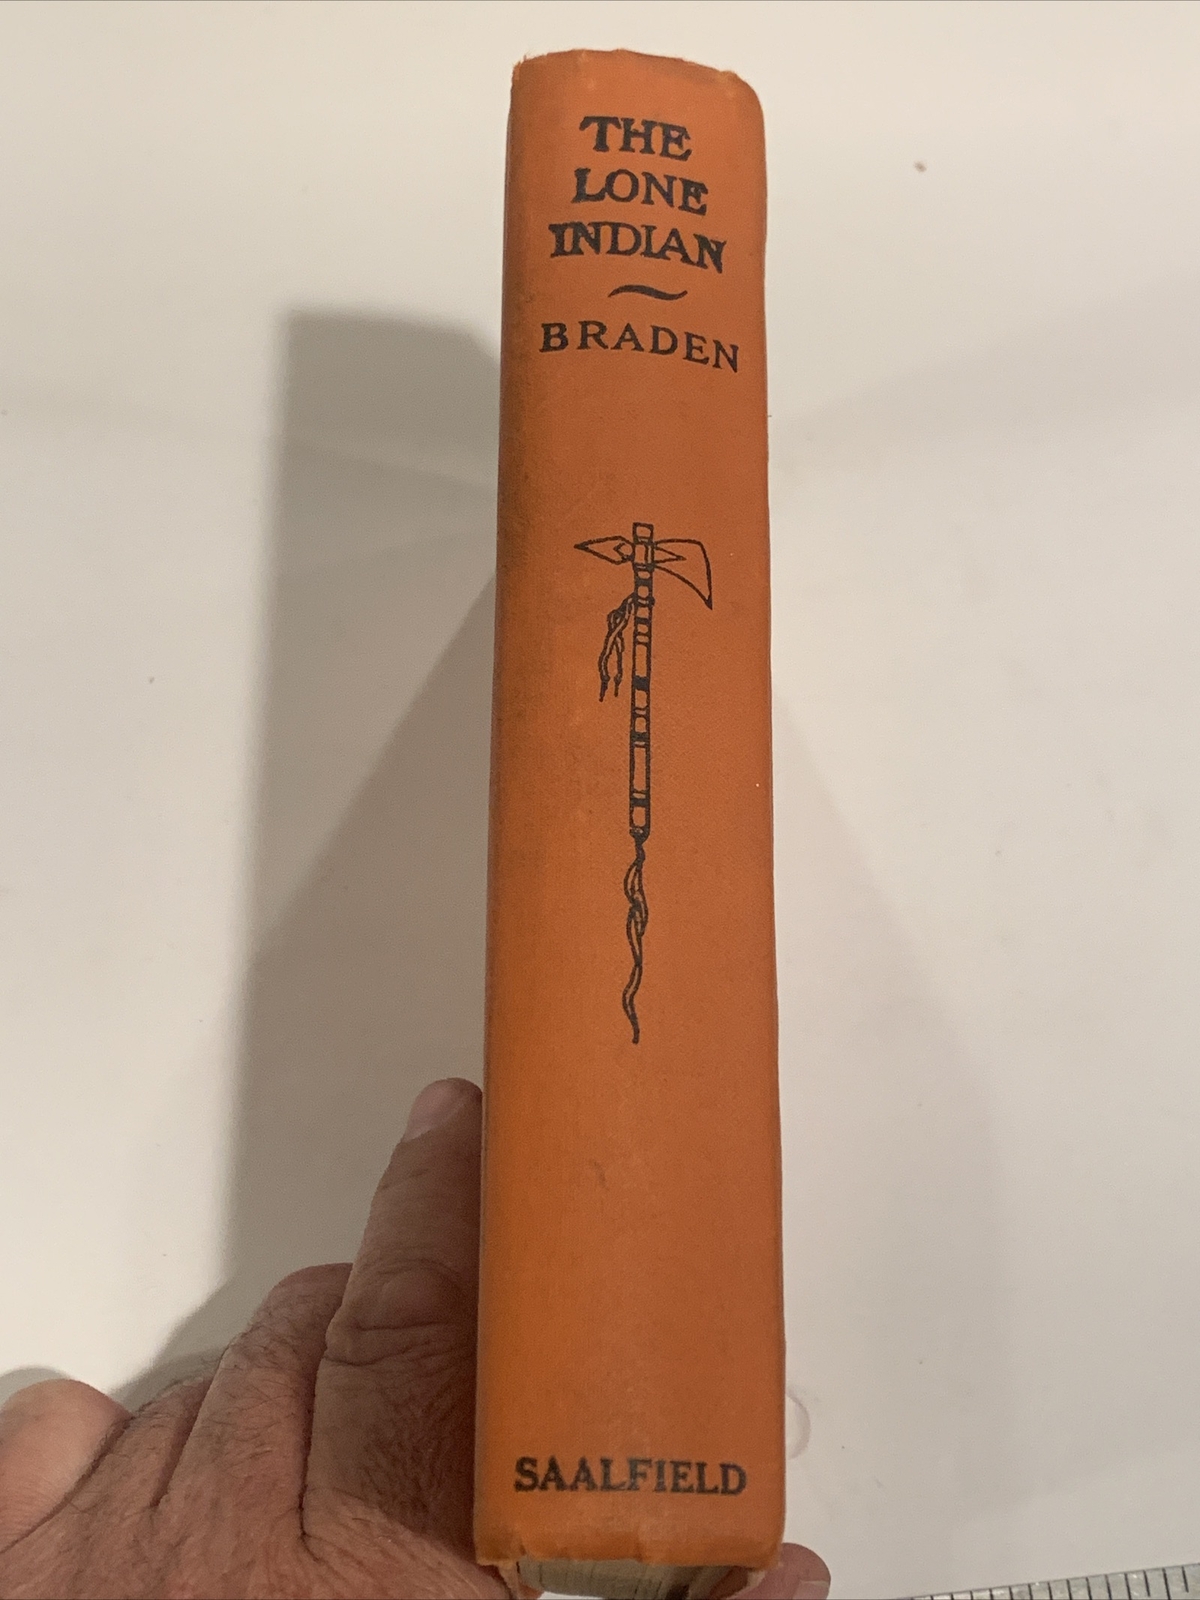 THE
LONE
INDIAN
BRADEN
SAALFIELD